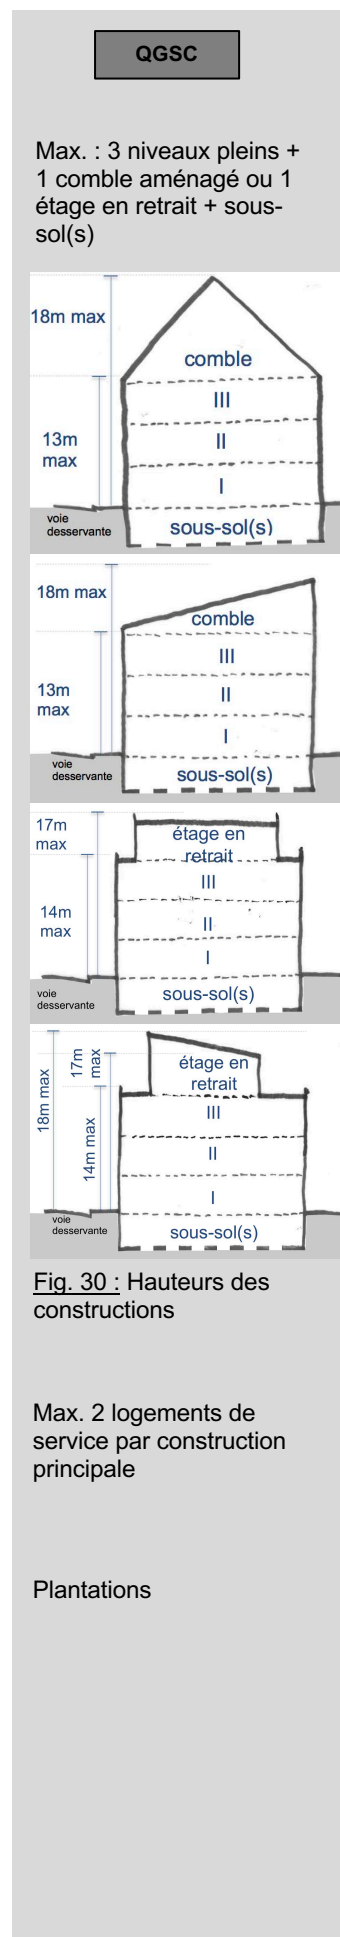 QGSC
Max. : 3 niveaux pleins +
1 comble aménagé ou 1
étage en retrait + sous-
sol(s)
18m max
comble
III
13m
max
II
I
voie
desservante
sous-sol(s)
18m max
comble
III
13m
max
II
I
voie
desservante
sous-sol(s)
17m
max
étage en
retrait
III
14m
max
II
I
voie
desservante
sous-sol(s)
18m max
17m
max
14m max
étage en
retrait
III
II
I
voie
desservante
sous-sol(s)
Fig. 30 : Hauteurs des
constructions
Max. 2 logements de
service par construction
principale
Plantations